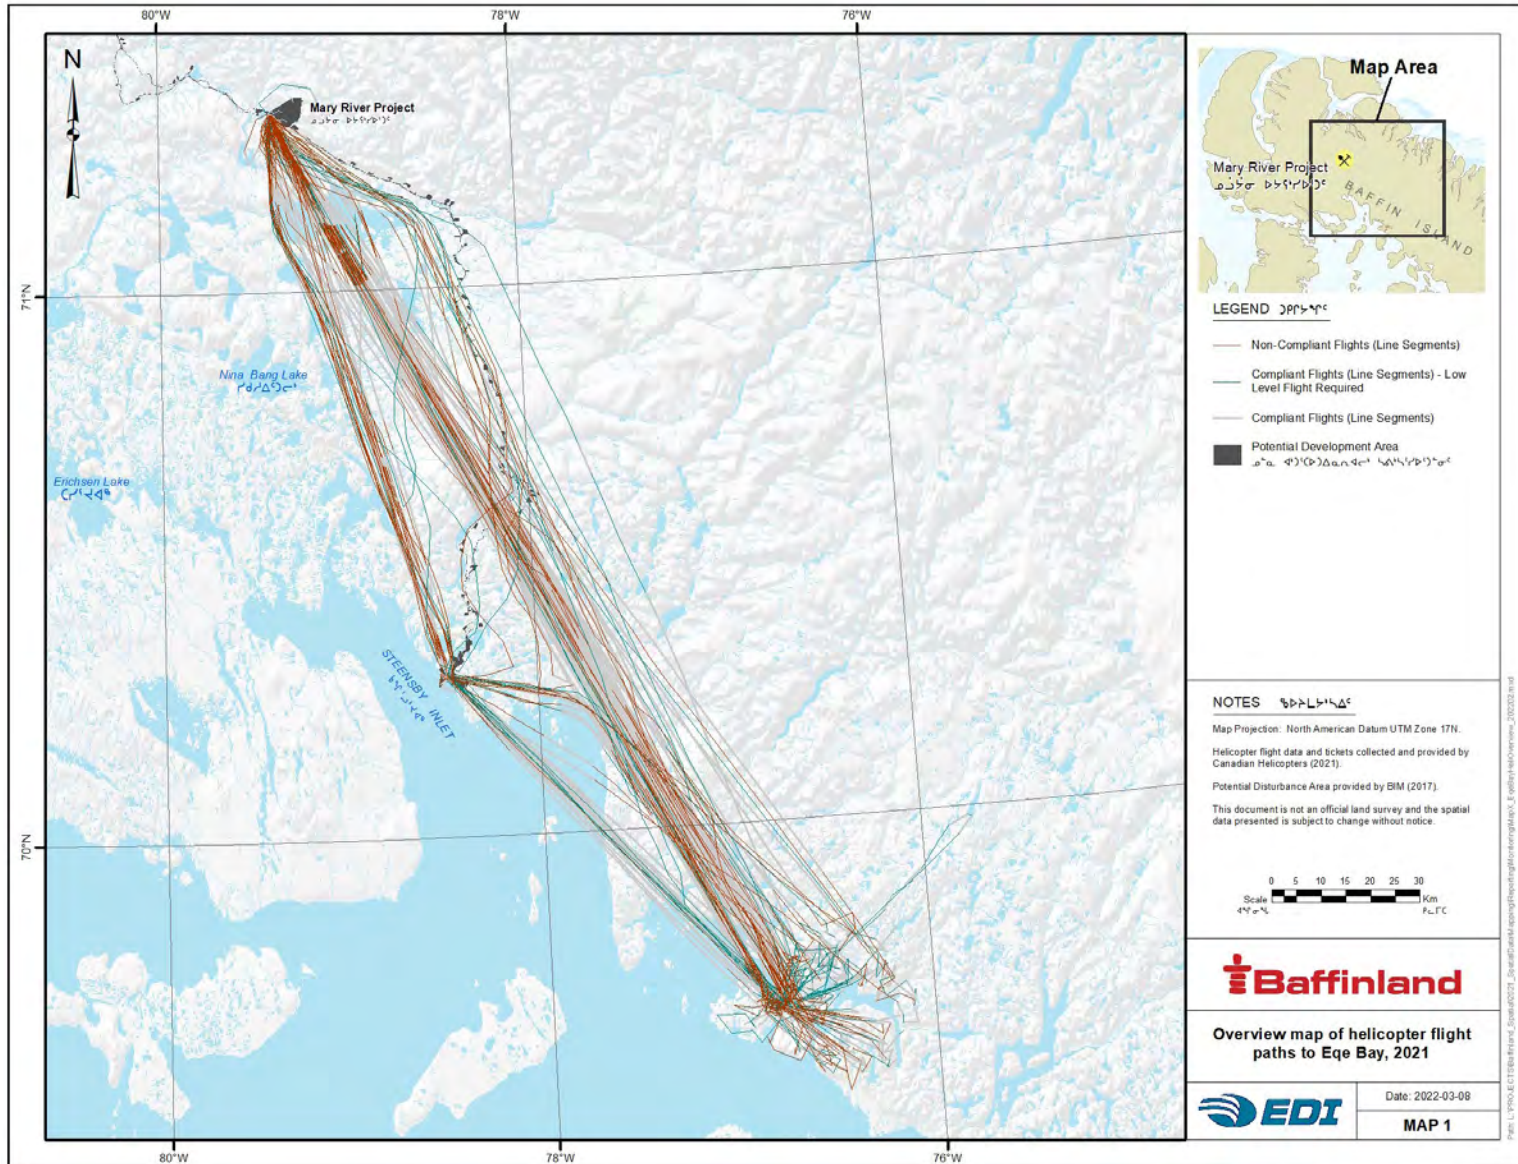 80°W
78°W
76°W
N
Mary River Project
71°N
Nina Bang Lake
Erichsen Lake
STEENSBY INLET
70°N
80°W
78°W
76°W
Map Area
Mary River Project
BAFFIN ISLAND
LEGEND
Non-Compliant Flights (Line Segments)
Compliant Flights (Line Segments) - Low
Level Flight Required
Compliant Flights (Line Segments)
Potential Development Area
NOTES
Map Projection: North American Datum UTM Zone 17N.
Helicopter flight data and tickets collected and provided by
Canadian Helicopters (2021).
Potential Disturbance Area provided by BIM (2017).
This document is not an official land survey and the spatial
data presented is subject to change without notice.
0 5 10 15 20 25 30
Scale
Km
Baffinland
Overview map of helicopter flight
paths to Eqe Bay, 2021
EDI
Date: 2022-03-08
MAP 1